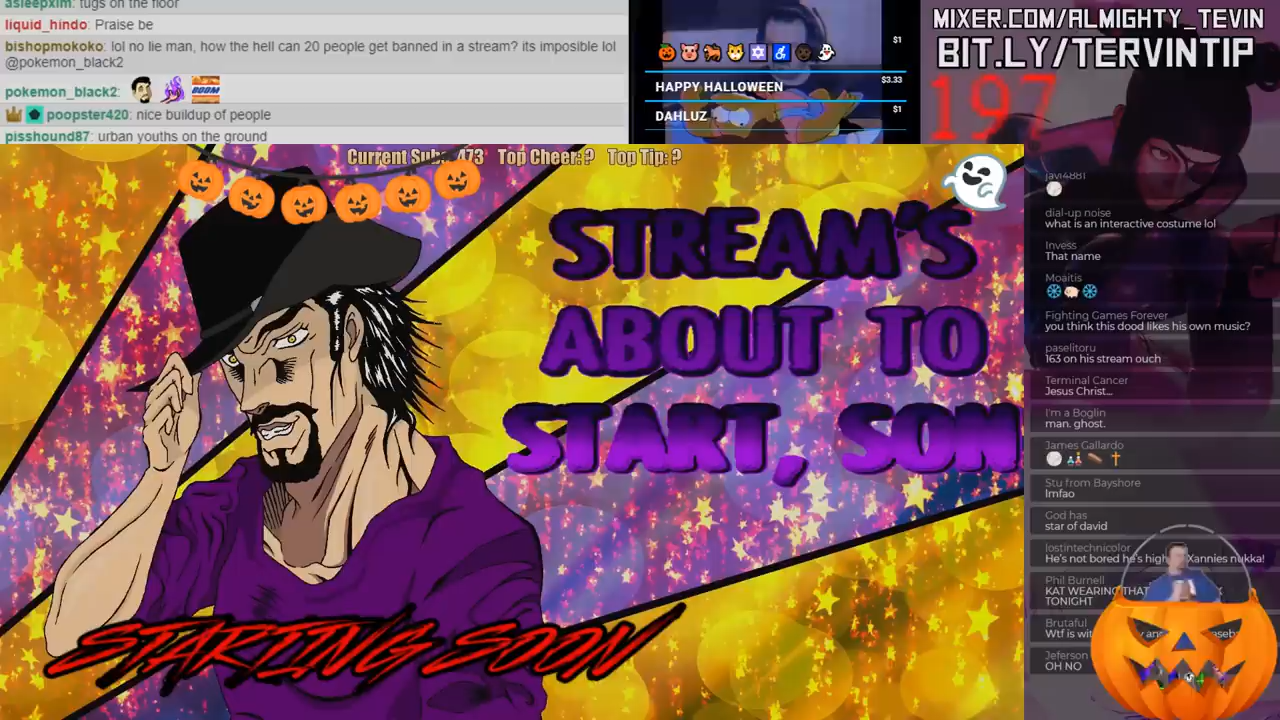 asleepxim: tugs on the floor
liquid_hindo: Praise be
bishopmokoko: lol no lie man, how the hell can 20 people get banned in a stream? its imposible lol
@pokemon_black2
pokemon_black2:
BOOM
poopster420: nice buildup of people
pisshound87: urban youths on the ground
$1
HAPPY HALLOWEEN
$3.33
DAHLUZ
$1
MIXER.COM/ALMIGHTY_TEVIN
BIT.LY/TERVINTIP
197
Current Subs: 473 Top Cheer: ? Top Tip: ?
STREAM'S
ABOUT TO
START, SON
STARTING SOON
javi4881
dial-up noise
what is an interactive costume lol
Invess
That name
Moaitis
Fighting Games Forever
you think this dood likes his own music?
paselitoru
163 on his stream ouch
Terminal Cancer
Jesus Christ...
I'm a Boglin
man. ghost.
James Gallardo
Stu from Bayshore
lmfao
God has
star of david
lostintechnicolor
He's not bored he's high Xannies nukka!
Phil Burnell
KAT WEARING THAT
TONIGHT
Brutaful
Wtf is
Jeferson
OH NO